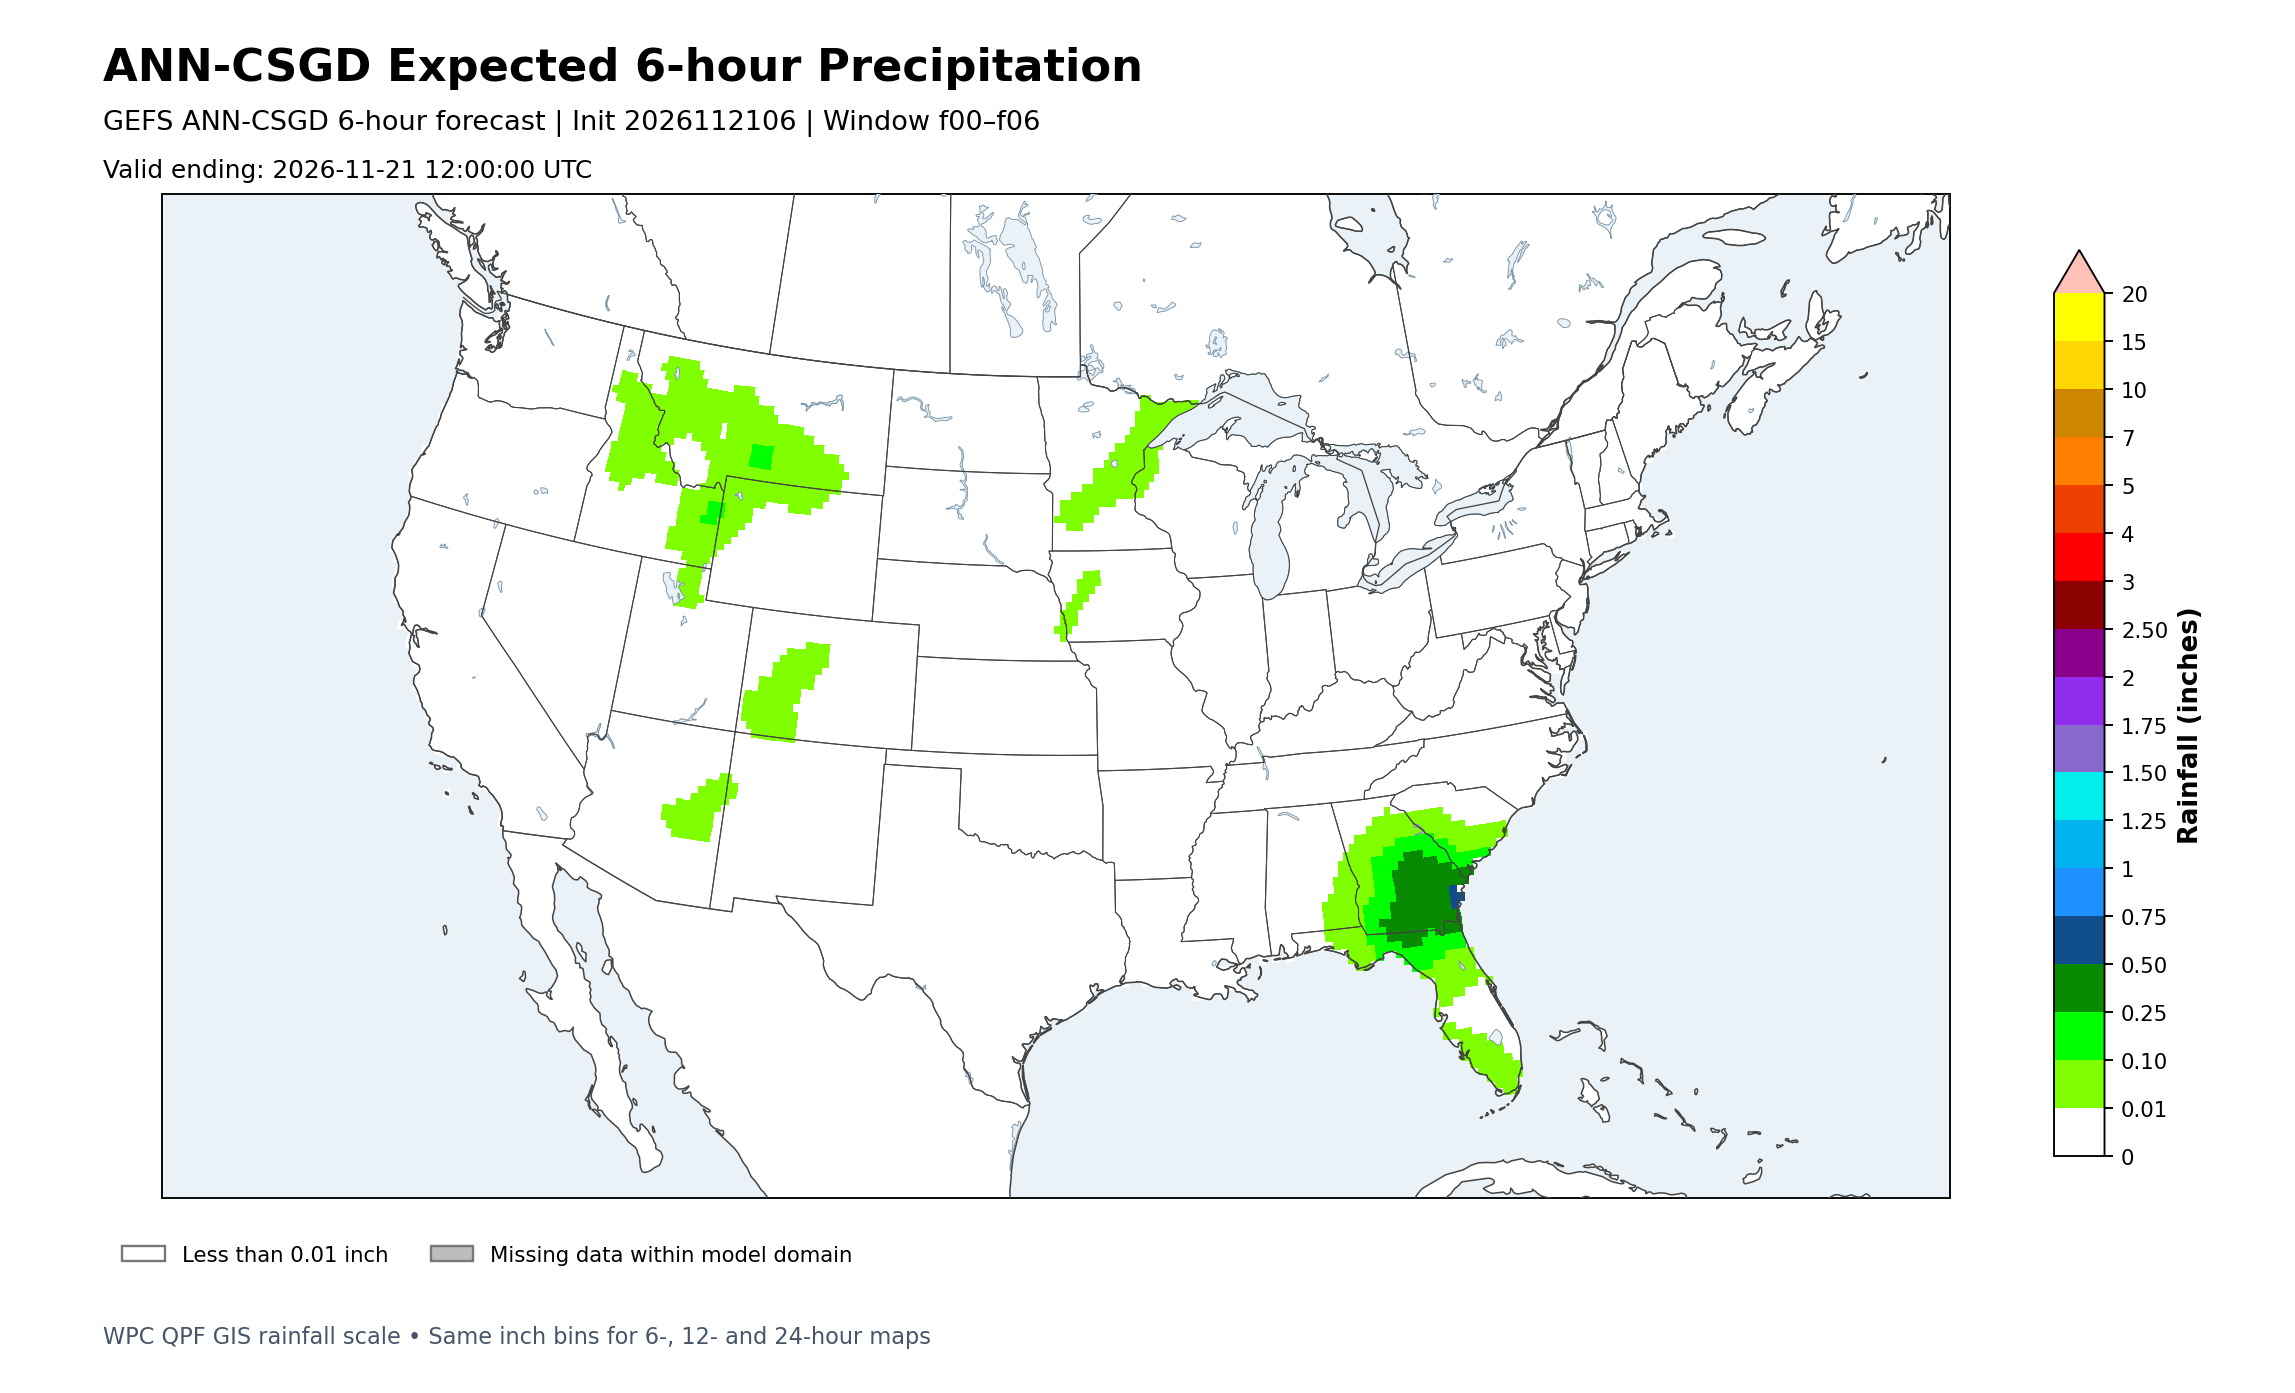 ANN-CSGD Expected 6-hour Precipitation
GEFS ANN-CSGD 6-hour forecast | Init 2026112106 | Window f00–f06
Valid ending: 2026-11-21 12:00:00 UTC
20
15
10
7
5
4
3
2.50
2
1.75
1.50
1.25
1
0.75
0.50
0.25
0.10
0.01
0
Rainfall (inches)
Less than 0.01 inch
Missing data within model domain
WPC QPF GIS rainfall scale • Same inch bins for 6-, 12- and 24-hour maps